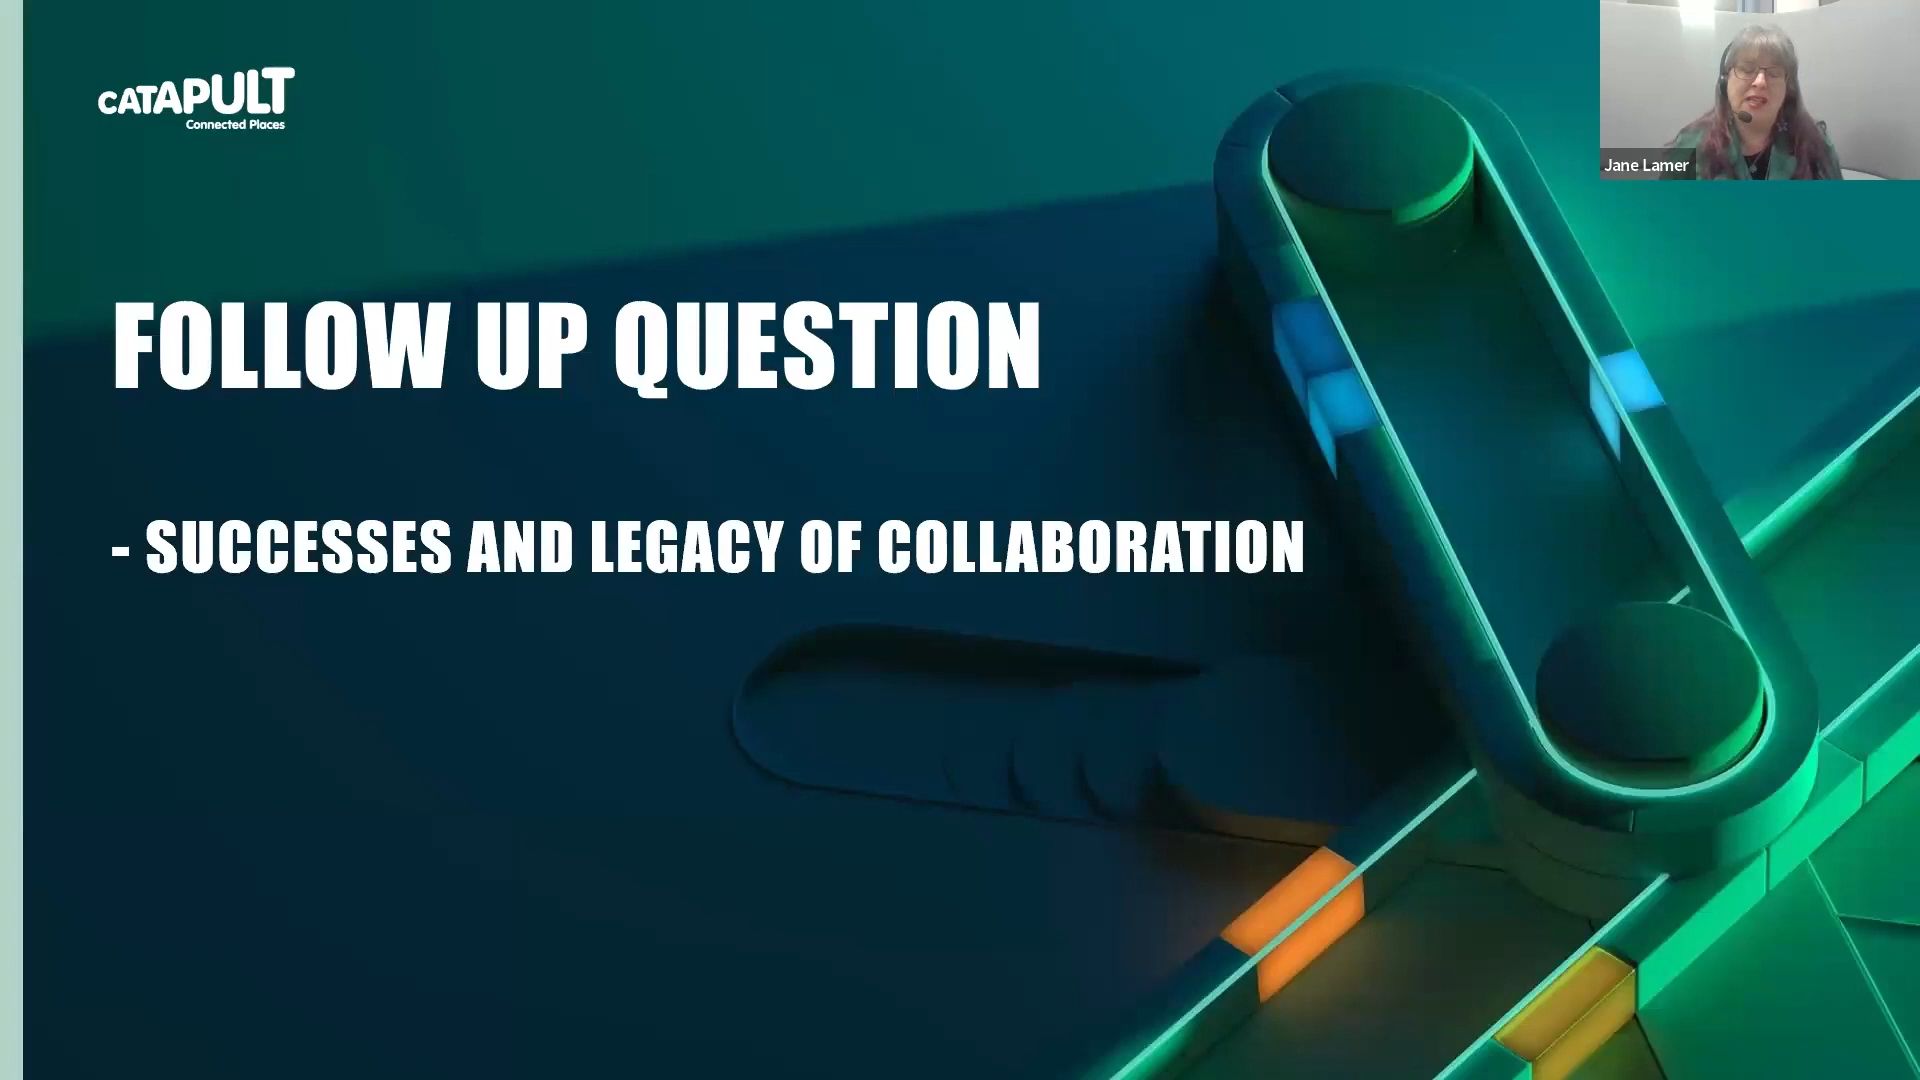 CATAPULT
Connected Places
Jane Lamer
FOLLOW UP QUESTION
- SUCCESSES AND LEGACY OF COLLABORATION